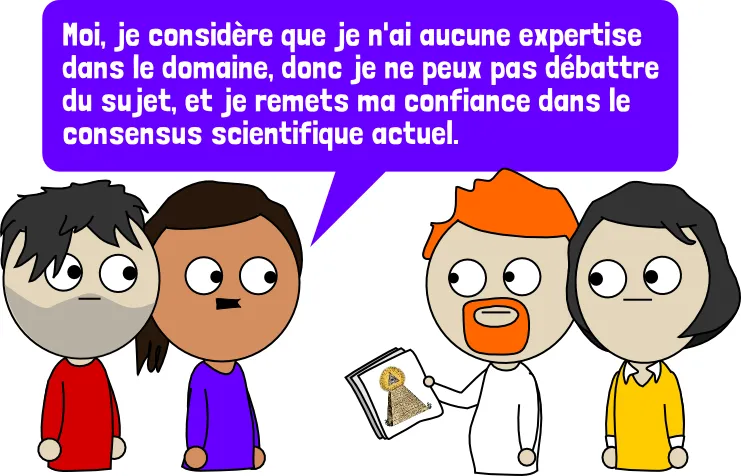 Moi, je considère que je n'ai aucune expertise
dans le domaine, donc je ne peux pas débattre
du sujet, et je remets ma confiance dans le
consensus scientifique actuel.